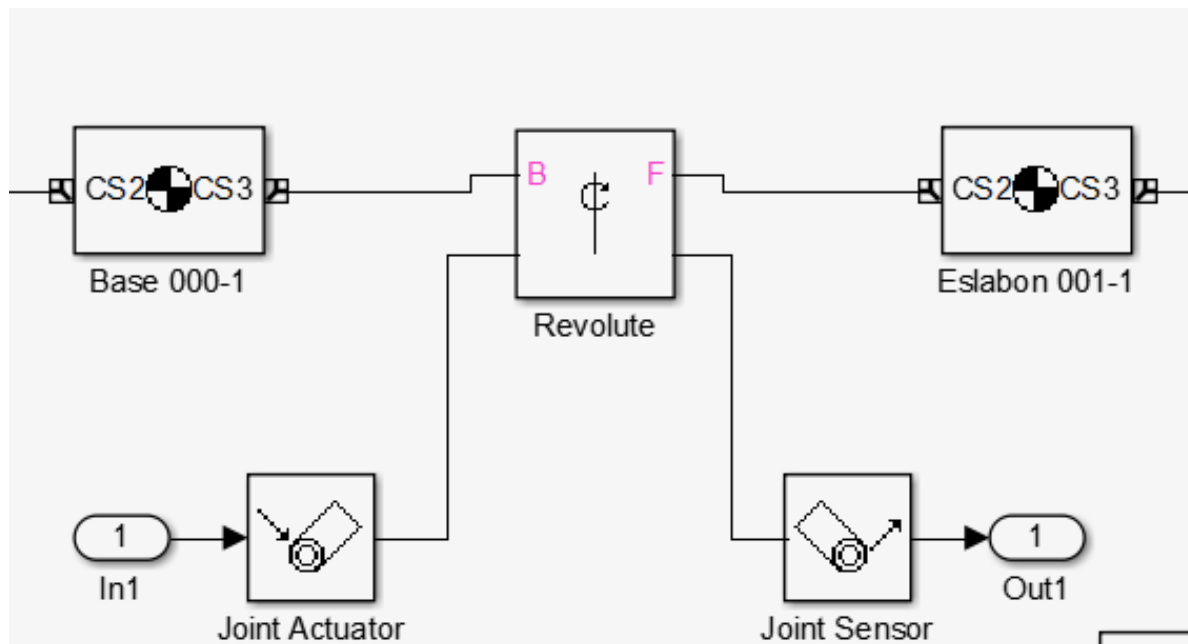 B F
CS2 CS3
CS2 CS3
Base 000-1
Eslabon 001-1
Revolute
1
1
In1
Out1
Joint Actuator
Joint Sensor